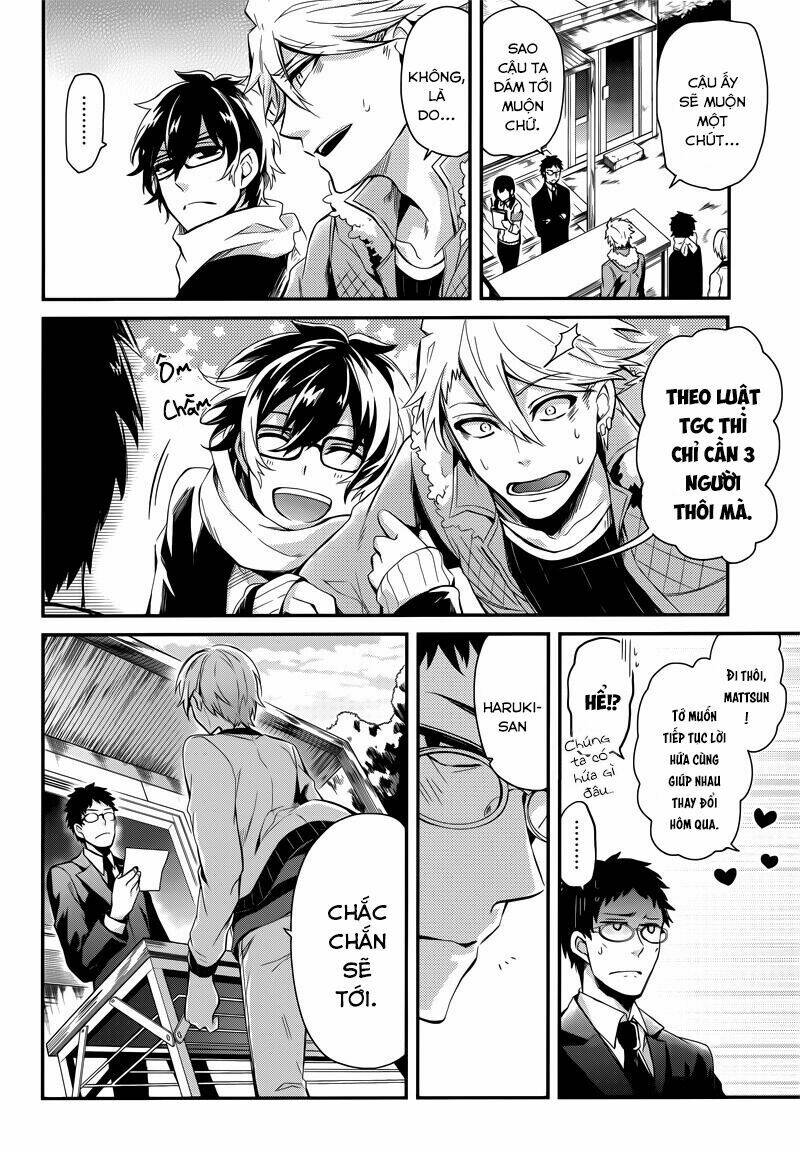 CẬU ẤY
SẼ MUỘN
MỘT
CHÚT...
SAO
CẬU TA
DÁM TỚI
MUỘN
CHỨ.
KHÔNG,
LÀ
DO...
........
THEO LUẬT
TGC THÌ
CHỈ CẦN 3
NGƯỜI
THÔI MÀ.
ÔM
CHẦM
ĐI THÔI,
MATTSUN
!
TỚ MUỐN
TIẾP TỤC LỜI
HỨA CÙNG
GIÚP NHAU
THAY ĐỔI
HÔM QUA.
HỂ!?
Chúng
ta có
hứa gì
đâu..
........
HARUKI-
SAN
CHẮC
CHẮN
SẼ
TỚI.